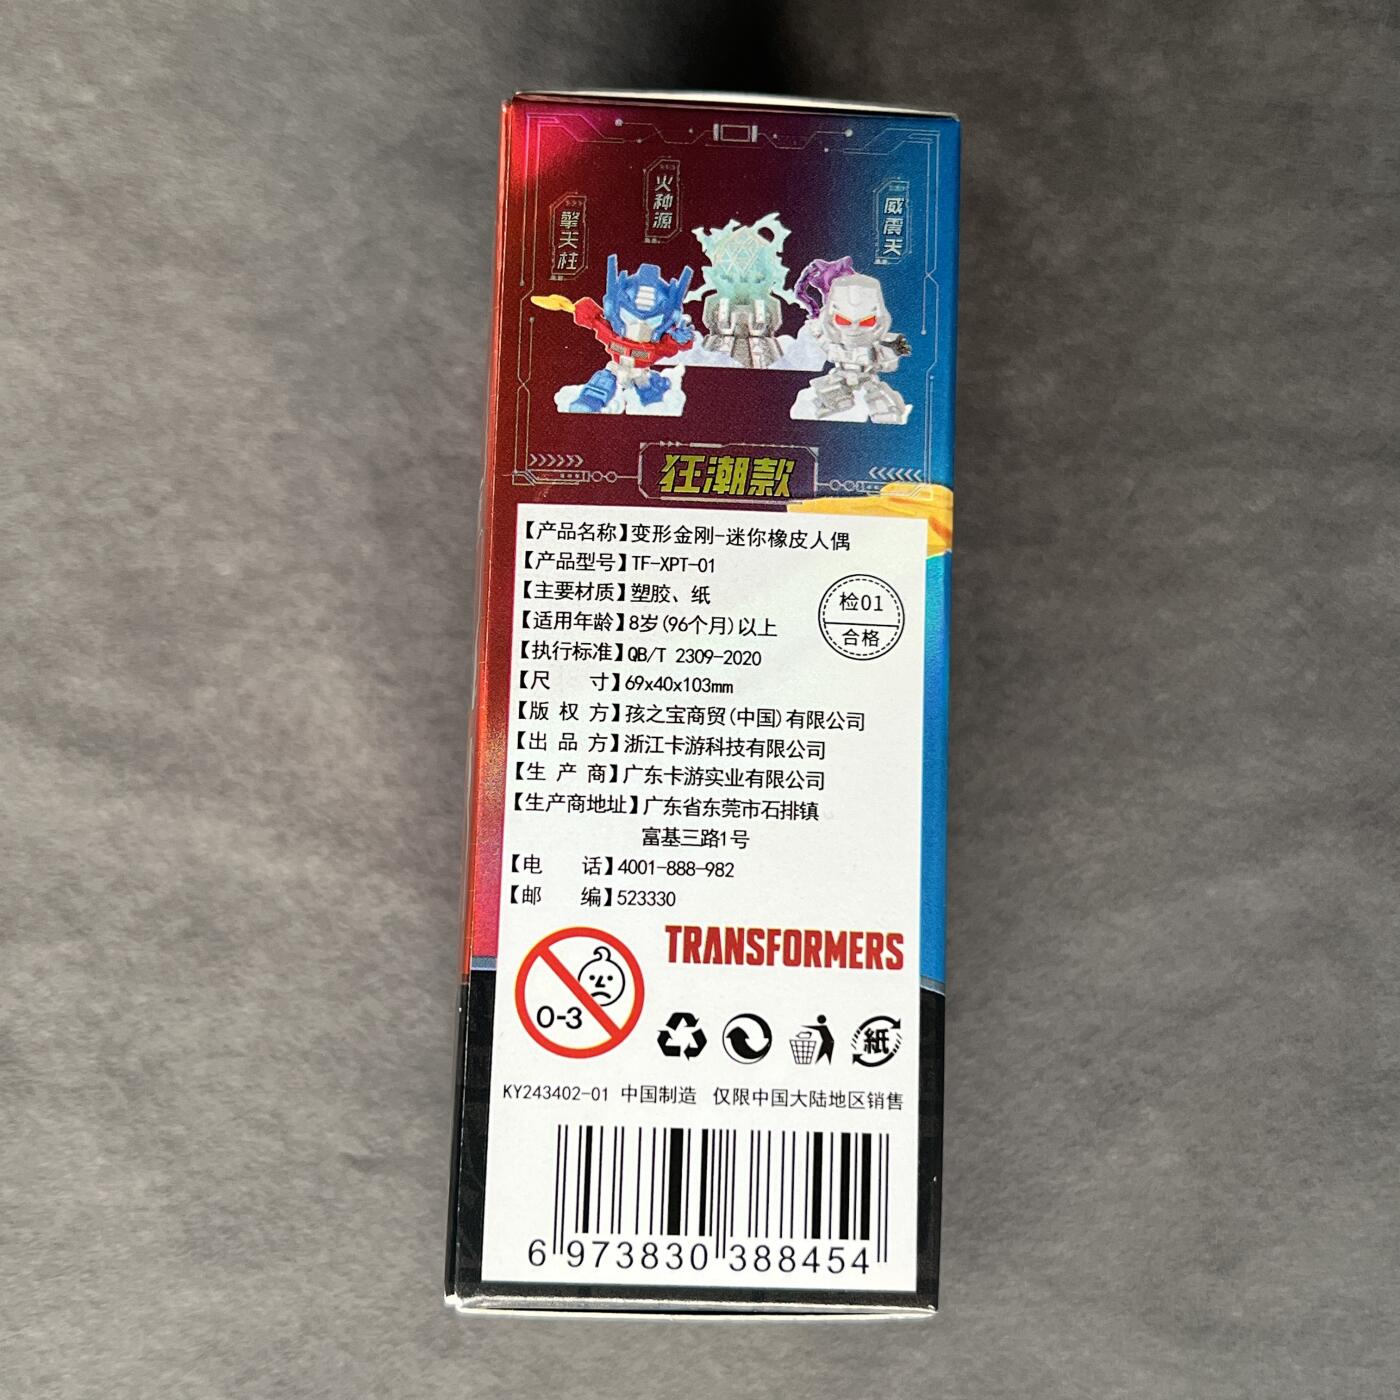 火种源
擎天柱
威震天
狂潮款
【产品名称】变形金刚-迷你橡皮人偶
【产品型号】TF-XPT-01
【主要材质】塑胶、纸
【适用年龄】8岁(96个月)以上
【执行标准】QB/T 2309-2020
【尺 寸】69x40x103mm
【版 权 方】孩之宝商贸(中国)有限公司
【出 品 方】浙江卡游科技有限公司
【生 产 商】广东卡游实业有限公司
【生产商地址】广东省东莞市石排镇
富基三路1号
【电 话】4001-888-982
【邮 编】523330
检01
合格
TRANSFORMERS
0-3
紙
KY243402-01 中国制造 仅限中国大陆地区销售
6 973830 388454